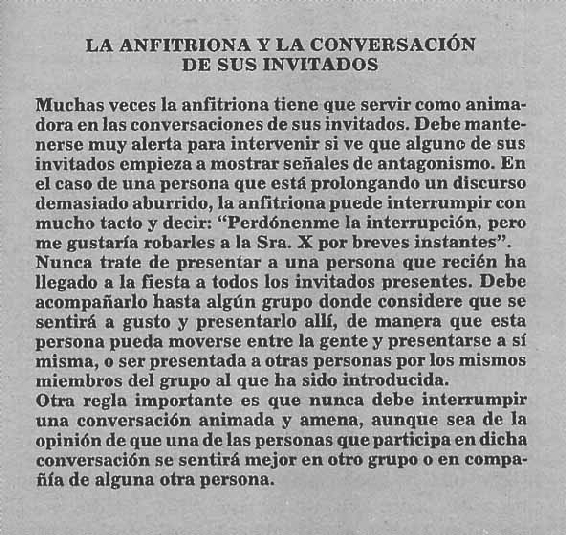 LA ANFITRIONA Y LA CONVERSACIÓN
DE SUS INVITADOS
Muchas veces la anfitriona tiene que servir como anima-
dora en las conversaciones de sus invitados. Debe mante-
nerse muy alerta para intervenir si ve que alguno de sus
invitados empieza a mostrar señales de antagonismo. En
el caso de una persona que está prolongando un discurso
demasiado aburrido, la anfitriona puede interrumpir con
mucho tacto y decir: “Perdónenme la interrupción, pero
me gustaría robarles a la Sra. X por breves instantes”.
Nunca trate de presentar a una persona que recién ha
llegado a la fiesta a todos los invitados presentes. Debe
acompañarlo hasta algún grupo donde considere que se
sentirá a gusto y presentarlo allí, de manera que esta
persona pueda moverse entre la gente y presentarse a sí
misma, o ser presentada a otras personas por los mismos
miembros del grupo al que ha sido introducida.
Otra regla importante es que nunca debe interrumpir
una conversación animada y amena, aunque sea de la
opinión de que una de las personas que participa en dicha
conversación se sentirá mejor en otro grupo o en compa-
ñía de alguna otra persona.